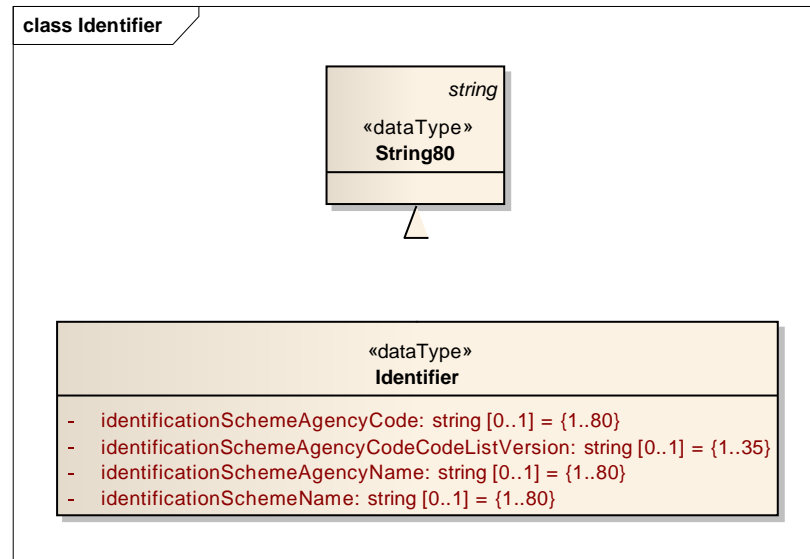 class Identifier
string
«dataType»
String80
«dataType»
Identifier
- identificationSchemeAgencyCode: string [0..1] = {1..80}
- identificationSchemeAgencyCodeCodeListVersion: string [0..1] = {1..35}
- identificationSchemeAgencyName: string [0..1] = {1..80}
- identificationSchemeName: string [0..1] = {1..80}